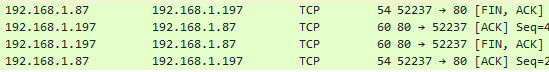 192.168.1.87 192.168.1.197 TCP 54 52237 → 80 [FIN, ACK]
192.168.1.197 192.168.1.87 TCP 60 80 → 52237 [ACK] Seq=4
192.168.1.197 192.168.1.87 TCP 60 80 → 52237 [FIN, ACK]
192.168.1.87 192.168.1.197 TCP 54 52237 → 80 [ACK] Seq=2